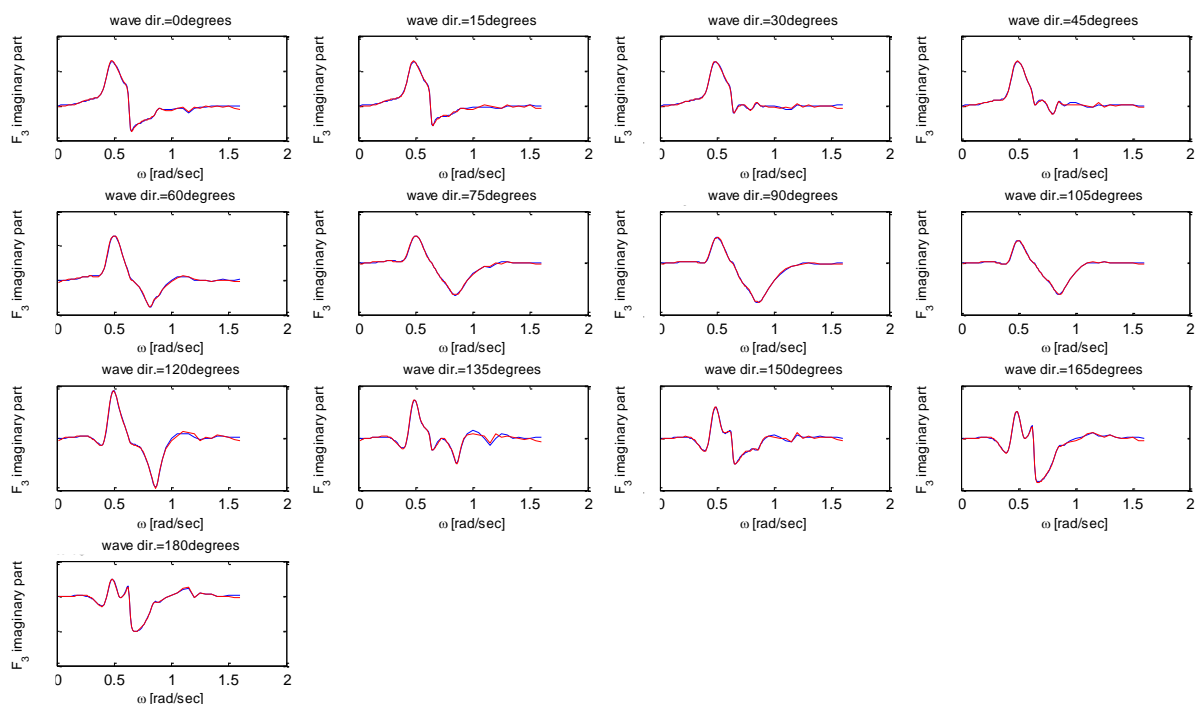 wave dir.=0degrees
wave dir.=15degrees
wave dir.=30degrees
wave dir.=45degrees
F3 imaginary part
F3 imaginary part
F3 imaginary part
F3 imaginary part
0 0.5 1 1.5 2
0 0.5 1 1.5 2
0 0.5 1 1.5 2
0 0.5 1 1.5 2
ω [rad/sec]
ω [rad/sec]
ω [rad/sec]
ω [rad/sec]
wave dir.=60degrees
wave dir.=75degrees
wave dir.=90degrees
wave dir.=105degrees
F3 imaginary part
F3 imaginary part
F3 imaginary part
F3 imaginary part
0 0.5 1 1.5 2
0 0.5 1 1.5 2
0 0.5 1 1.5 2
0 0.5 1 1.5 2
ω [rad/sec]
ω [rad/sec]
ω [rad/sec]
ω [rad/sec]
wave dir.=120degrees
wave dir.=135degrees
wave dir.=150degrees
wave dir.=165degrees
F3 imaginary part
F3 imaginary part
F3 imaginary part
F3 imaginary part
0 0.5 1 1.5 2
0 0.5 1 1.5 2
0 0.5 1 1.5 2
0 0.5 1 1.5 2
ω [rad/sec]
ω [rad/sec]
ω [rad/sec]
ω [rad/sec]
wave dir.=180degrees
F3 imaginary part
0 0.5 1 1.5 2
ω [rad/sec]